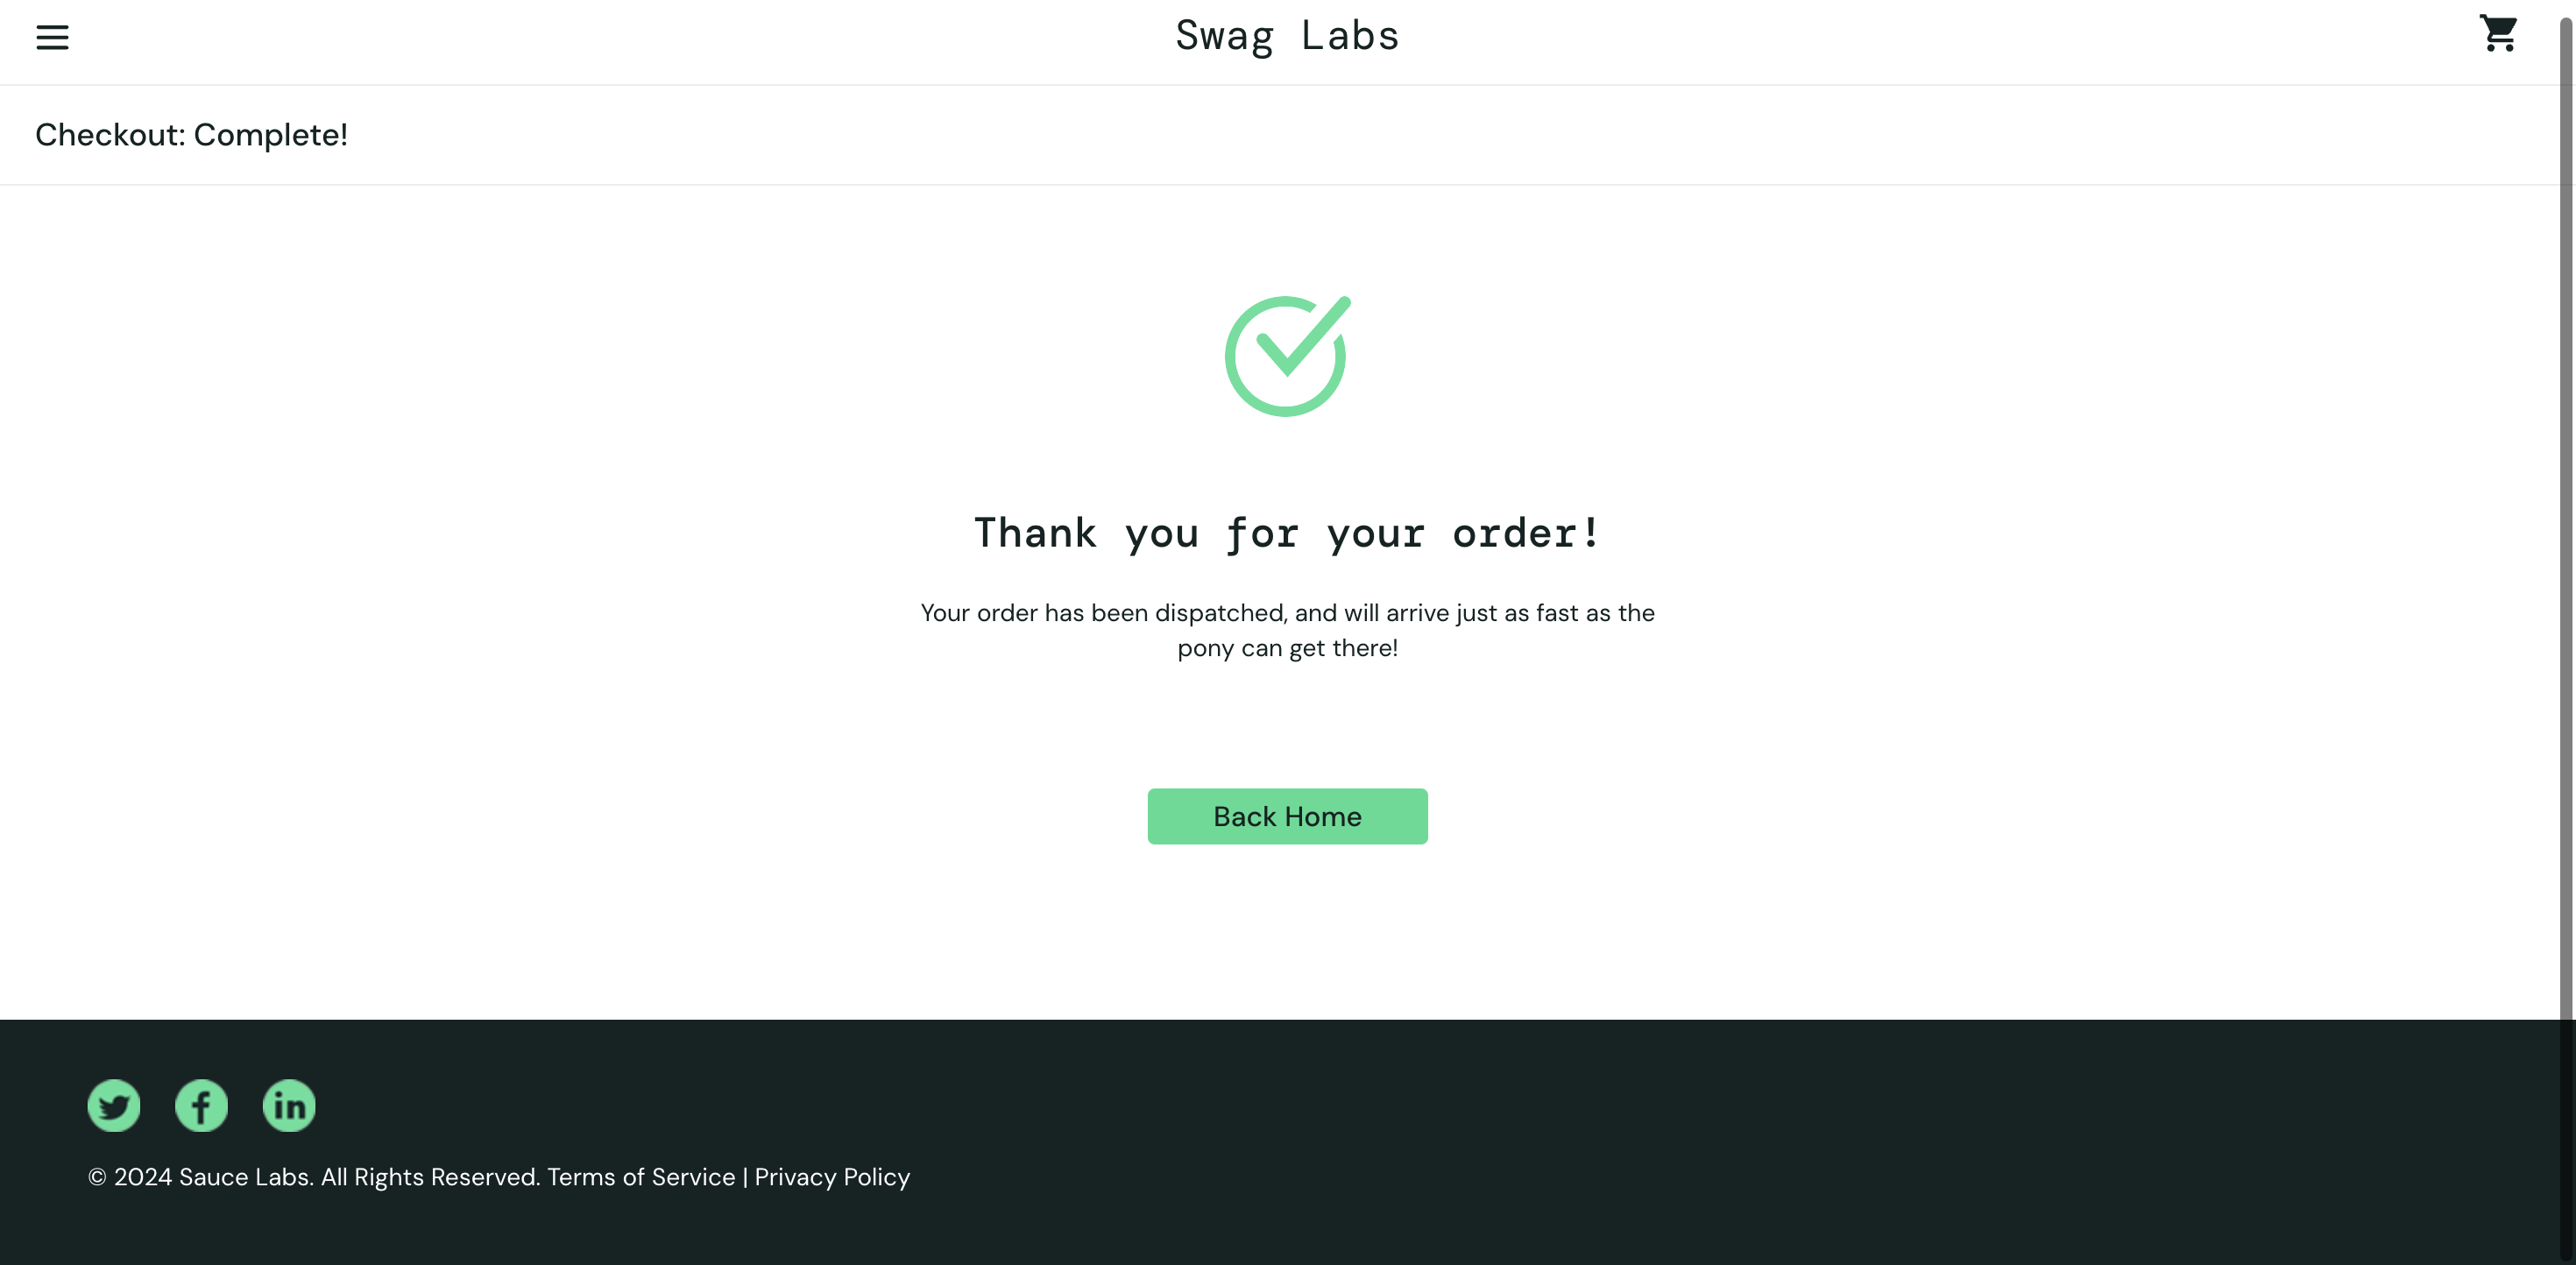 Swag Labs
Checkout: Complete!
Thank you for your order!
Your order has been dispatched, and will arrive just as fast as the
pony can get there!
Back Home
© 2024 Sauce Labs. All Rights Reserved. Terms of Service | Privacy Policy